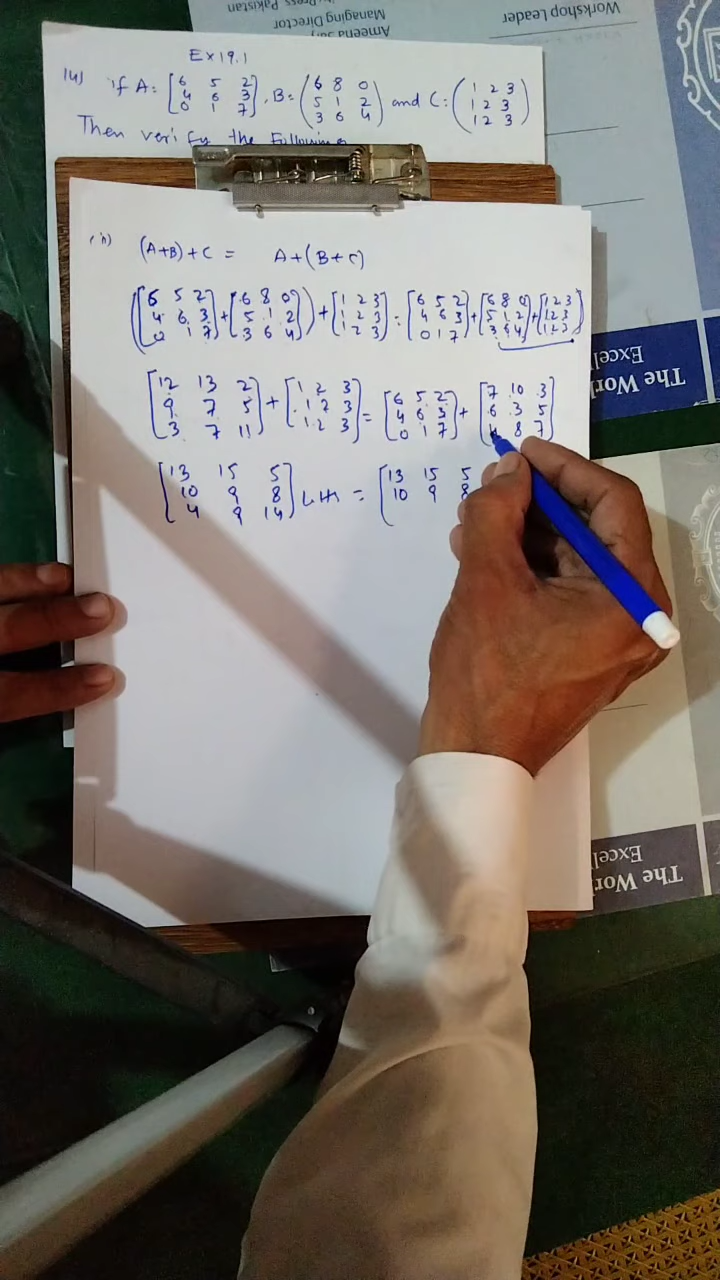 Press Pakistan
Managing Director
Workshop Leader
Ex 19.1
if A = [6 5 2], B = (6 8 0) and C = (1 2 3)
[4 6 3] (5 1 2) (1 2 3)
[0 1 7] (3 6 4) (1 2 3)
Then verify the Following
(A+B)+C = A+(B+C)
([6 5 2] + [6 8 0]) + [1 2 3] = [6 5 2] + ([6 8 0] + [1 2 3])
[4 6 3] [5 1 2] [1 2 3] [4 6 3] [5 1 2] [1 2 3]
[0 1 7] [3 6 4] [1 2 3] [0 1 7] [3 6 4] [1 2 3]
[12 13 2] + [1 2 3] = [6 5 2] + [7 10 3]
[9 7 5] [1 2 3] [4 6 3] [6 3 5]
[3 7 11] [1 2 3] [0 1 7] [4 8 7]
[13 15 5] = [13 15 5
[10 9 8] [10 9 8
[4 9 14]
The Wor
Excel
The Wor
Excel